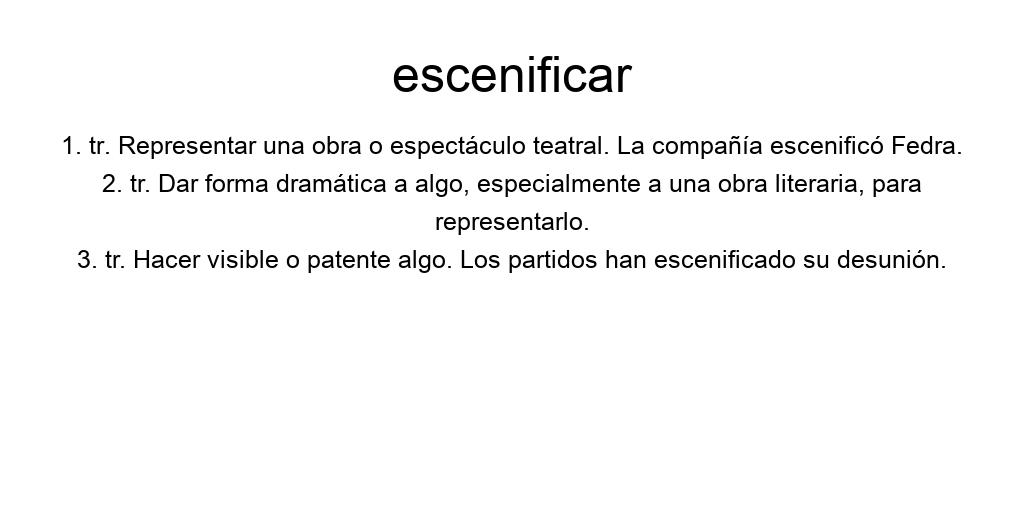 escenificar
1. tr. Representar una obra o espectáculo teatral. La compañía escenificó Fedra.
2. tr. Dar forma dramática a algo, especialmente a una obra literaria, para
representarlo.
3. tr. Hacer visible o patente algo. Los partidos han escenificado su desunión.